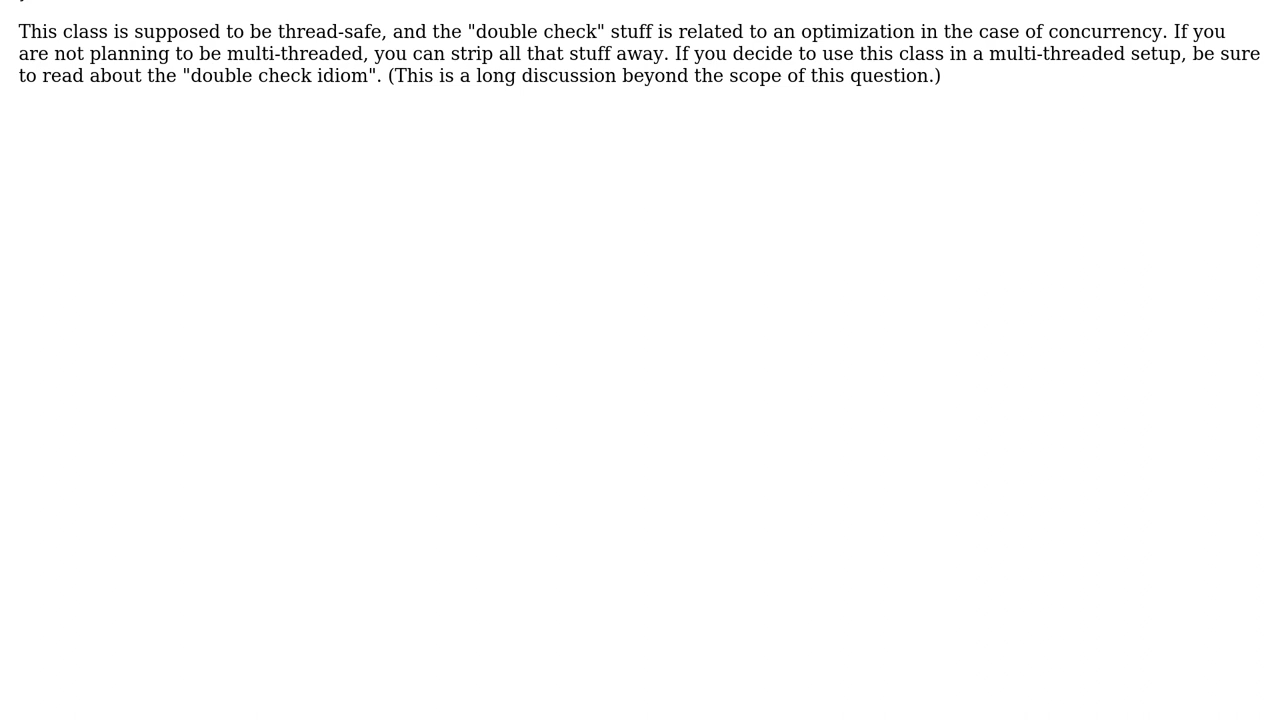 This class is supposed to be thread-safe, and the "double check" stuff is related to an optimization in the case of concurrency. If you
are not planning to be multi-threaded, you can strip all that stuff away. If you decide to use this class in a multi-threaded setup, be sure
to read about the "double check idiom". (This is a long discussion beyond the scope of this question.)